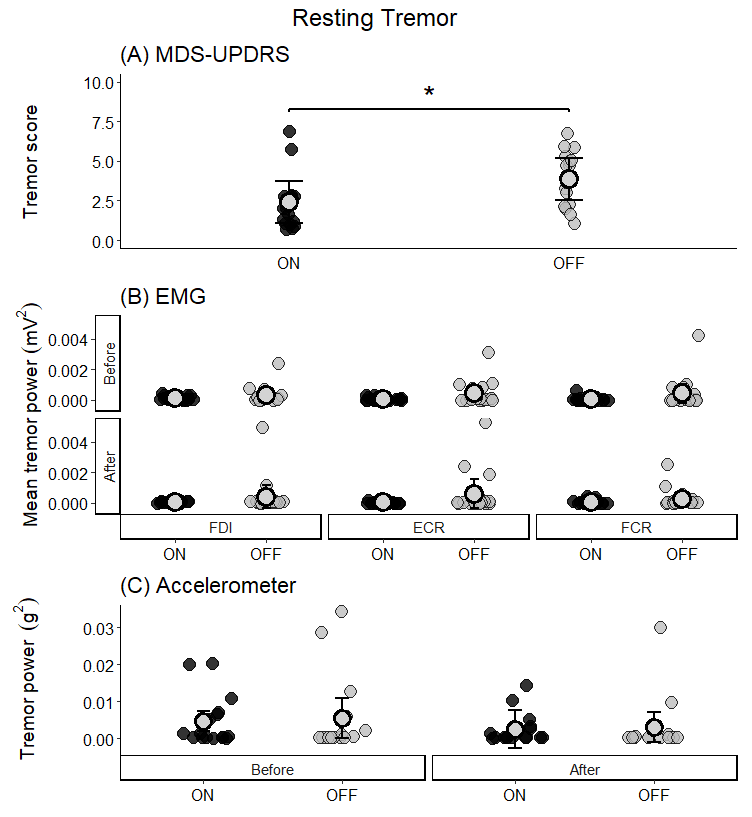 Resting Tremor
(A) MDS-UPDRS
Tremor score
10.0
7.5
5.0
2.5
0.0
*
ON OFF
(B) EMG
Mean tremor power (mV²)
Before
0.004
0.002
0.000
After
0.004
0.002
0.000
FDI ECR FCR
ON OFF ON OFF ON OFF
(C) Accelerometer
Tremor power (g²)
0.03
0.02
0.01
0.00
Before After
ON OFF ON OFF